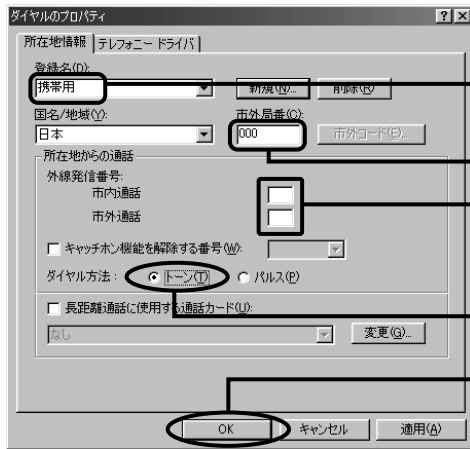 ダイヤルのプロパティ
所在地情報 テレフォニー ドライバ
登録名(D):
携帯用 新規(N)... 削除(R)
国名/地域(Y): 市外局番(C):
日本 000 市外コード(E)...
所在地からの通話
外線発信番号:
市内通話
市外通話
キャッチホン機能を解除する番号(W):
ダイヤル方法: トーン(T) パルス(P)
長距離通話に使用する通話カード(U):
なし 変更(G)...
OK キャンセル 適用(A)